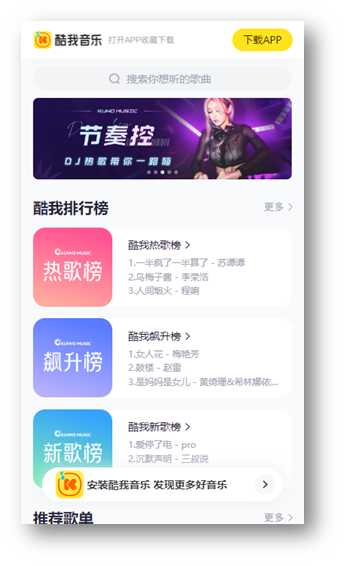 酷我音乐 打开APP收藏下载 下载APP
搜索你想听的歌曲
KUWO MUSIC
节奏控
DJ热歌带你一路嗨
酷我排行榜 更多
KUWO MUSIC
热歌榜
酷我热歌榜
1.一半疯了一半算了 - 苏谭谭
2.乌梅子酱 - 李荣浩
3.人间烟火 - 程响
KUWO MUSIC
飙升榜
酷我飙升榜
1.女人花 - 梅艳芳
2.鼓楼 - 赵雷
3.是妈妈是女儿 - 黄绮珊&希林娜依...
KUWO MUSIC
新歌榜
酷我新歌榜
1.爱停了电 - pro
2.沉默声明 - 三叔说
安装酷我音乐 发现更多好音乐
推荐歌单 更多